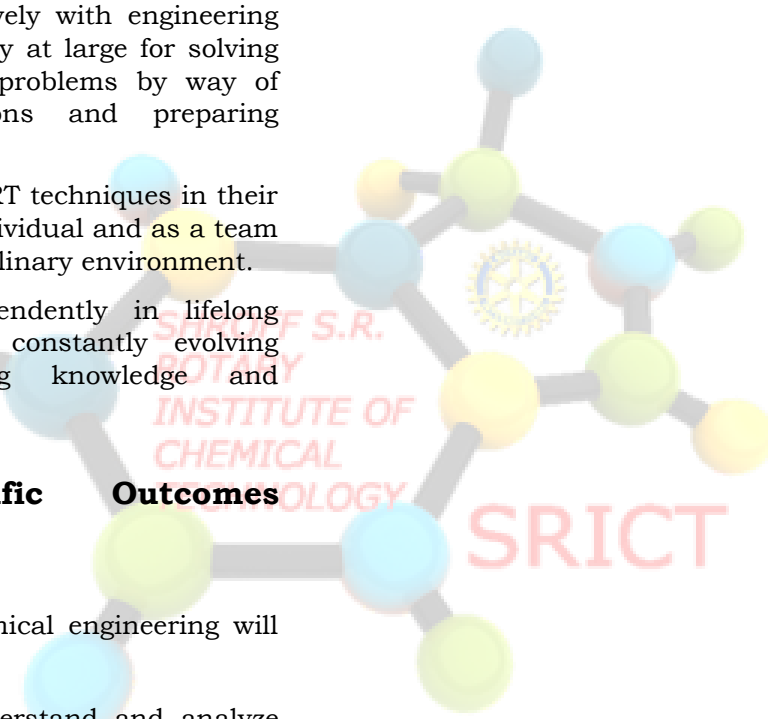 vely with engineering
y at large for solving
problems by way of
ons and preparing
RT techniques in their
ividual and as a team
linary environment.
endently in lifelong
constantly evolving
g knowledge and
ific Outcomes
nical engineering will
erstand and analyze
SHROFF S.R.
ROTARY
INSTITUTE OF
CHEMICAL
TECHNOLOGY
SRICT